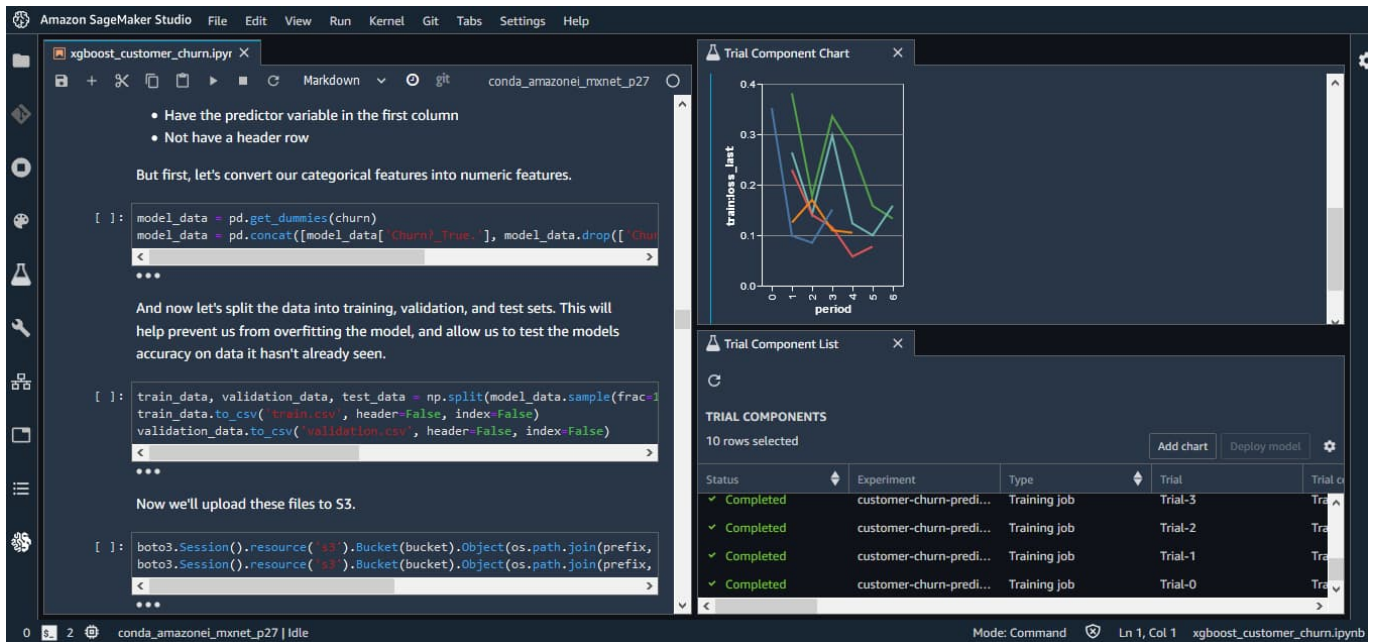 Amazon SageMaker Studio File Edit View Run Kernel Git Tabs Settings Help
xgboost_customer_churn.ipyr
Markdown git conda_amazonei_mxnet_p27
Have the predictor variable in the first column
Not have a header row
But first, let's convert our categorical features into numeric features.
[ ]: model_data = pd.get_dummies(churn)
model_data = pd.concat([model_data['Churn?_True.'], model_data.drop(['Chur
And now let's split the data into training, validation, and test sets. This will
help prevent us from overfitting the model, and allow us to test the models
accuracy on data it hasn't already seen.
[ ]: train_data, validation_data, test_data = np.split(model_data.sample(frac=1
train_data.to_csv('train.csv', header=False, index=False)
validation_data.to_csv('validation.csv', header=False, index=False)
Now we'll upload these files to S3.
[ ]: boto3.Session().resource('s3').Bucket(bucket).Object(os.path.join(prefix,
boto3.Session().resource('s3').Bucket(bucket).Object(os.path.join(prefix,
Trial Component Chart
0.4
0.3
0.2
0.1
0.0
train:loss_last
0 1 2 3 4 5 6
period
Trial Component List
TRIAL COMPONENTS
10 rows selected
Add chart Deploy model
Status Experiment Type Trial Trial co
Completed customer-churn-predi... Training job Trial-3 Tra
Completed customer-churn-predi... Training job Trial-2 Tra
Completed customer-churn-predi... Training job Trial-1 Tra
Completed customer-churn-predi... Training job Trial-0 Tra
0 $_ 2 conda_amazonei_mxnet_p27 | Idle Mode: Command Ln 1, Col 1 xgboost_customer_churn.ipynb